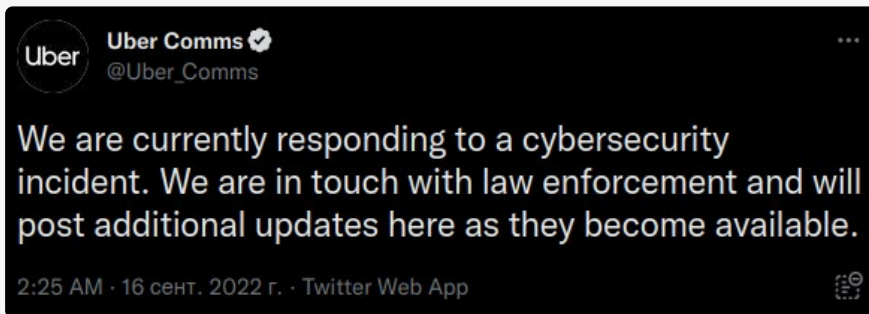 Uber
Uber Comms
@Uber_Comms
We are currently responding to a cybersecurity
incident. We are in touch with law enforcement and will
post additional updates here as they become available.
2:25 AM · 16 сент. 2022 г. · Twitter Web App